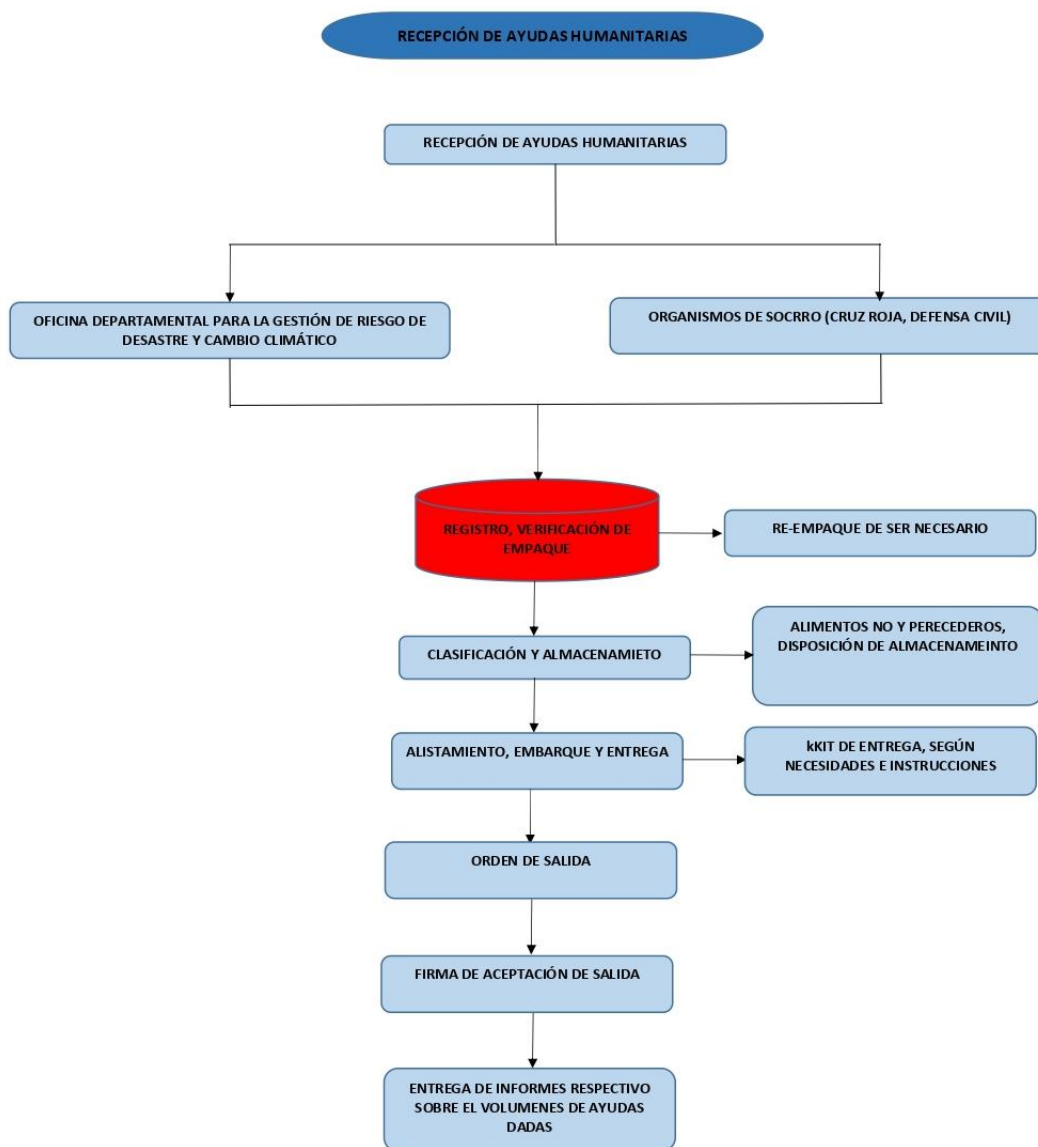 RECEPCIÓN DE AYUDAS HUMANITARIAS
RECEPCIÓN DE AYUDAS HUMANITARIAS
OFICINA DEPARTAMENTAL PARA LA GESTIÓN DE RIESGO DE
DESASTRE Y CAMBIO CLIMÁTICO
ORGANISMOS DE SOCRRO (CRUZ ROJA, DEFENSA CIVIL)
REGISTRO, VERIFICACIÓN DE
EMPAQUE
RE-EMPAQUE DE SER NECESARIO
CLASIFICACIÓN Y ALMACENAMIETO
ALIMENTOS NO Y PERECEDEROS,
DISPOSICIÓN DE ALMACENAMEINTO
ALISTAMIENTO, EMBARQUE Y ENTREGA
kKIT DE ENTREGA, SEGÚN
NECESIDADES E INSTRUCCIONES
ORDEN DE SALIDA
FIRMA DE ACEPTACIÓN DE SALIDA
ENTREGA DE INFORMES RESPECTIVO
SOBRE EL VOLUMENES DE AYUDAS
DADAS